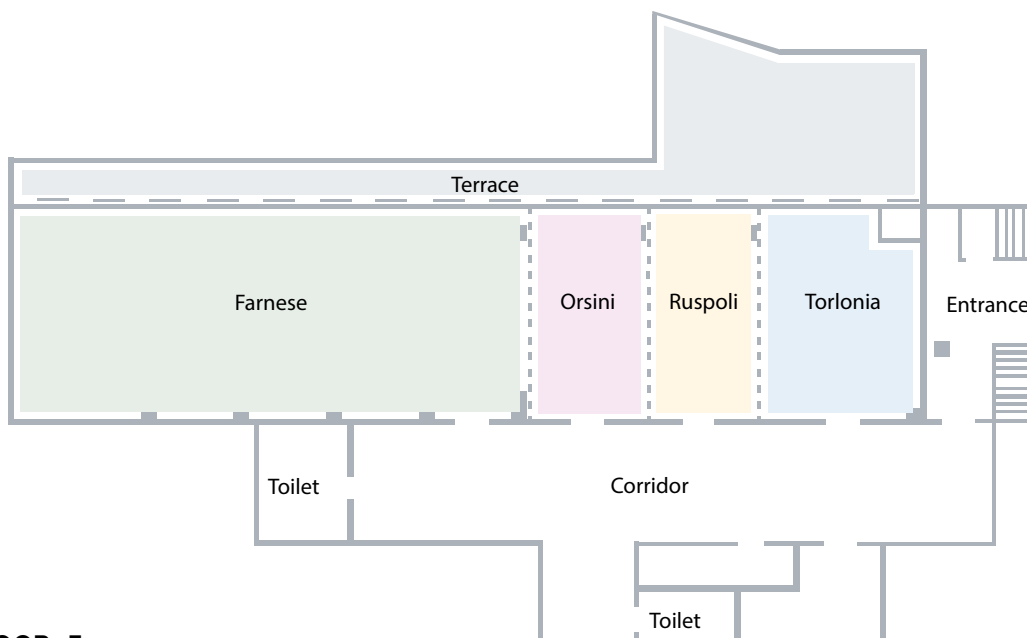 Terrace
Farnese
Orsini
Ruspoli
Torlonia
Entrance
Toilet
Corridor
Toilet